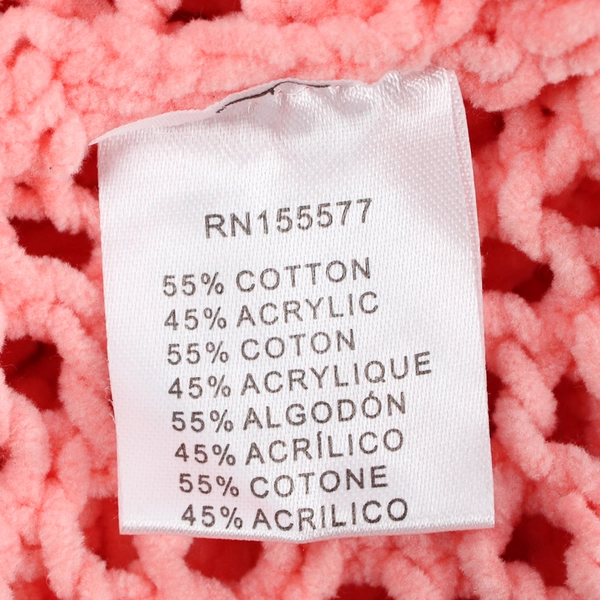 RN155577
55% COTTON
45% ACRYLIC
55% COTON
45% ACRYLIQUE
55% ALGODÓN
45% ACRÍLICO
55% COTONE
45% ACRILICO